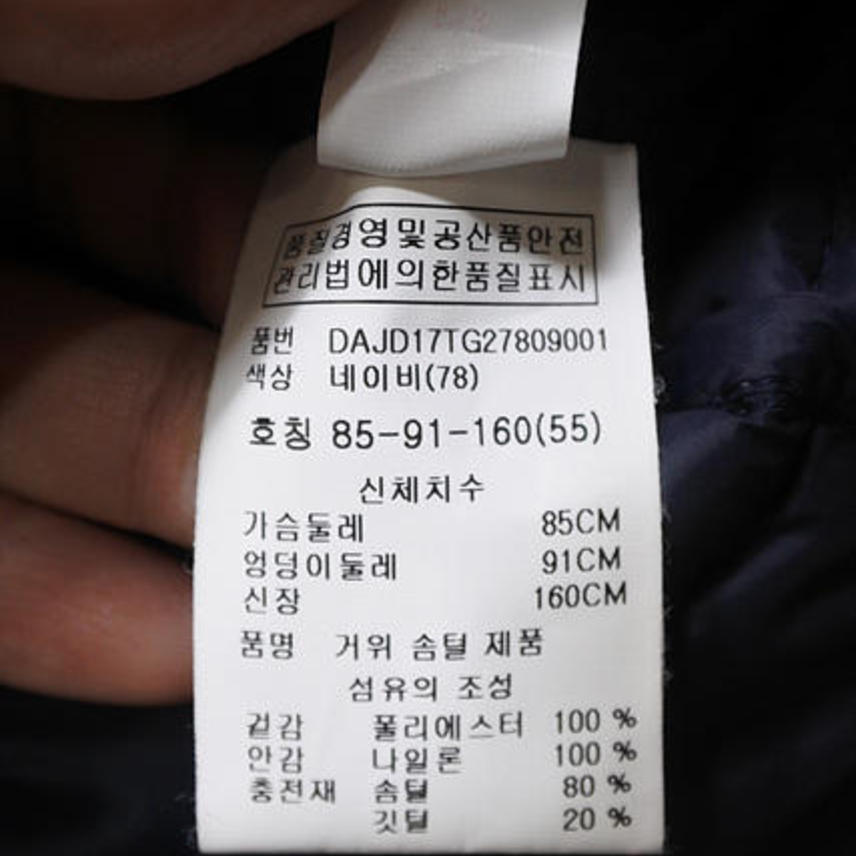 품질경영및공산품안전
관리법에의한품질표시
품번 DAJD17TG27809001
색상 네이비(78)
호칭 85-91-160(55)
신체치수
가슴둘레 85CM
엉덩이둘레 91CM
신장 160CM
품명 거위 솜털 제품
섬유의 조성
겉감 폴리에스터 100 %
안감 나일론 100 %
충전재 솜털 80 %
깃털 20 %